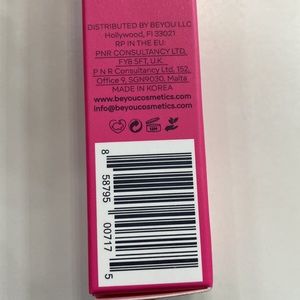 DISTRIBUTED BY BEYOU LLC
Hollywood, Fl 33021
RP IN THE EU:
PNR CONSULTANCY LTD.
FY8 5FT, U.K.
P N R Consultancy Ltd. 152,
Office 9, SGN9030, Malta
MADE IN KOREA
www.beyoucosmetics.com
info@beyoucosmetics.com
8 58795 00717 5